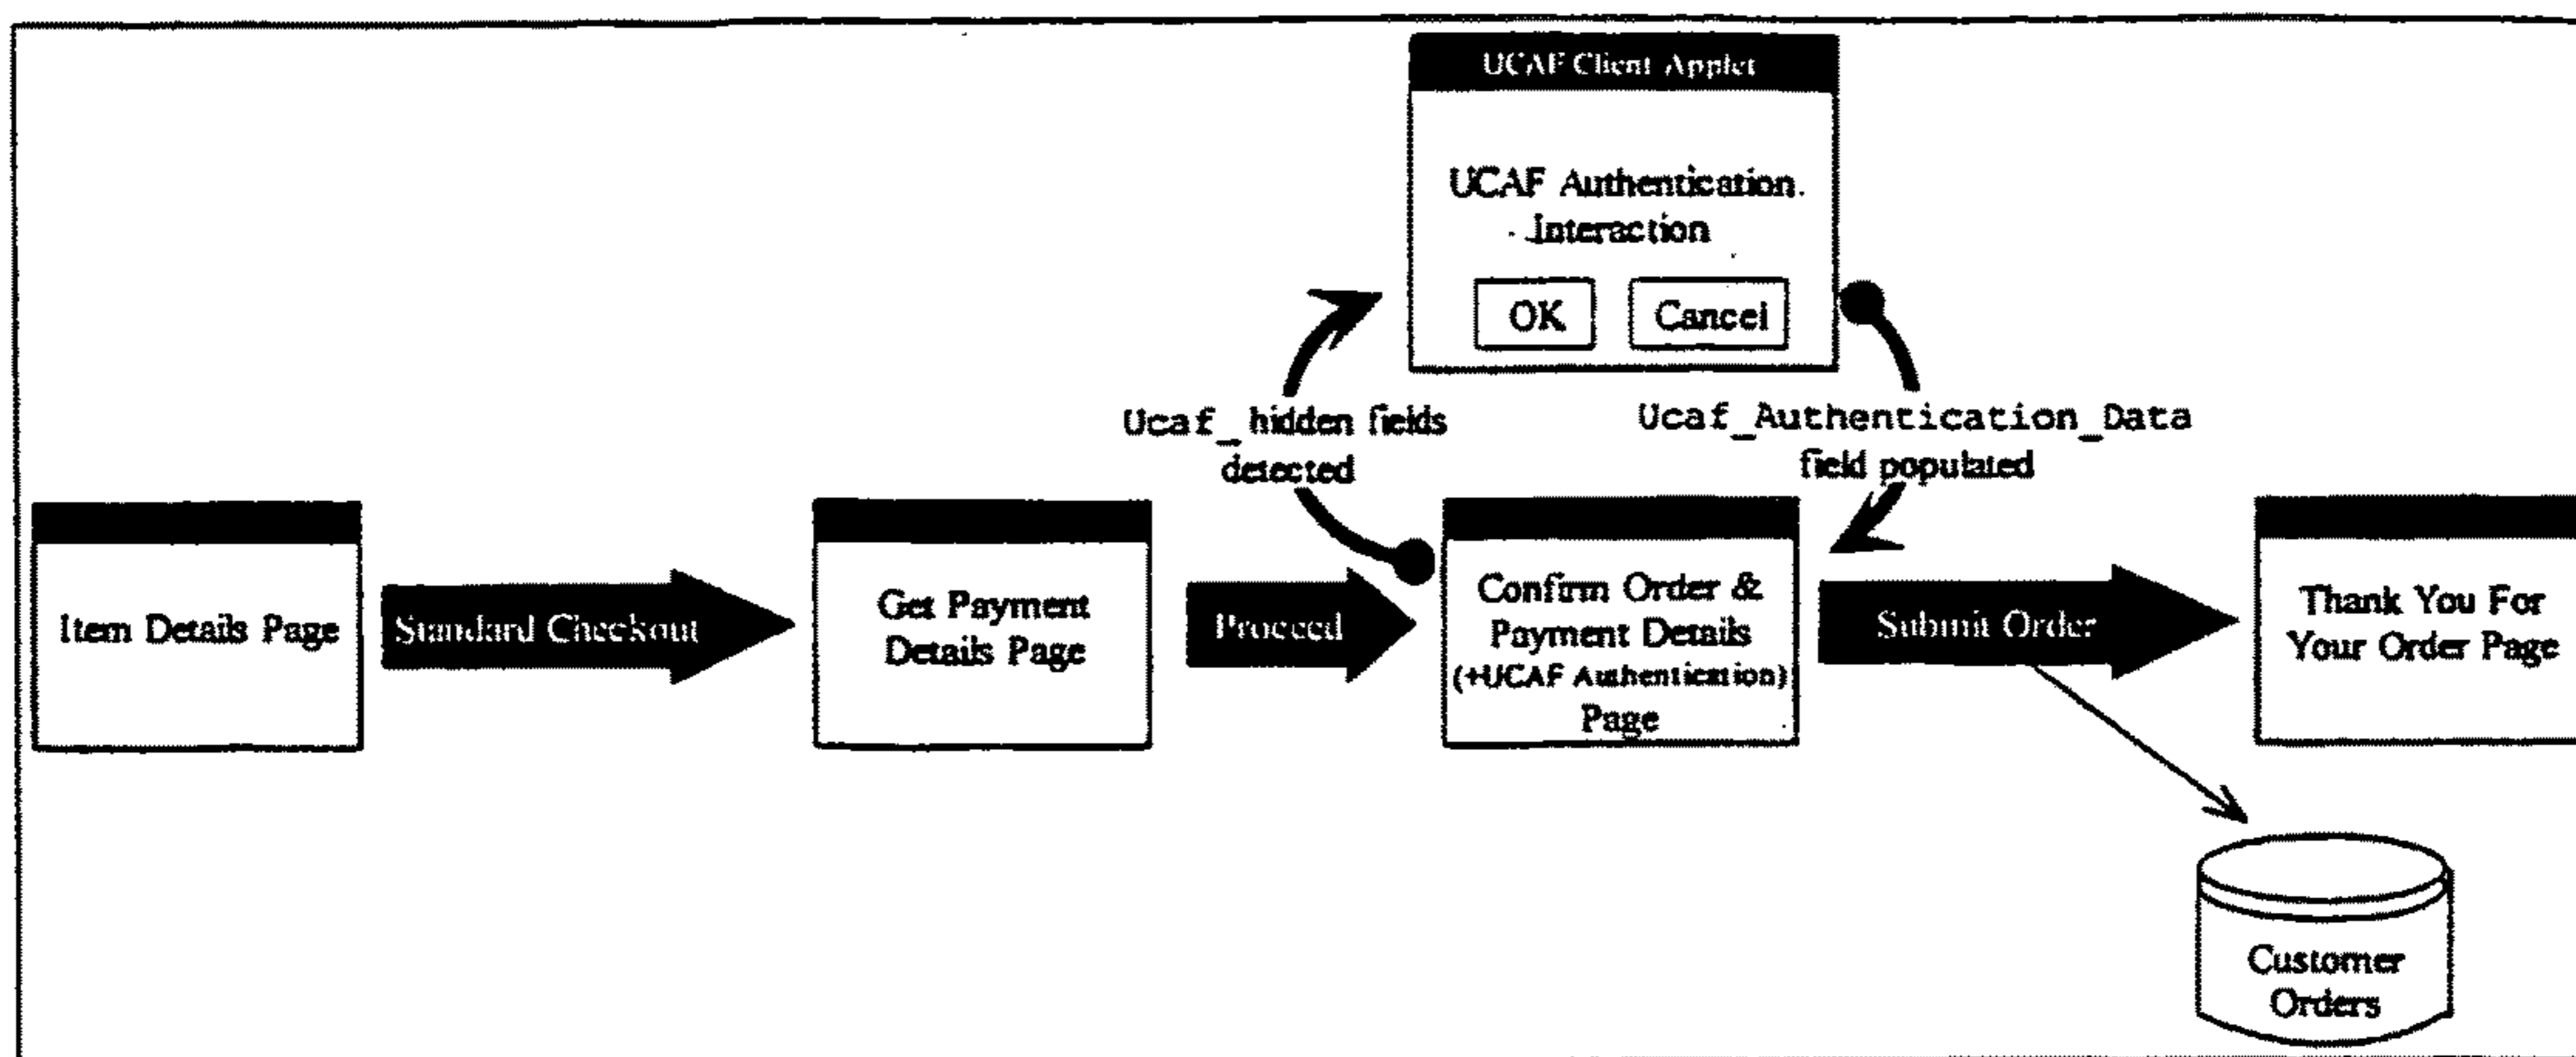 UCAF Client Applet
UCAF Authentication.
Interaction
OK
Cancel
Ucaf_ hidden fields
detected
Ucaf_Authentication_Data
field populated
Item Details Page
Standard Checkout
Get Payment
Details Page
Proceed
Confirm Order &
Payment Details
(+UCAF Authentication)
Page
Submit Order
Thank You For
Your Order Page
Customer
Orders